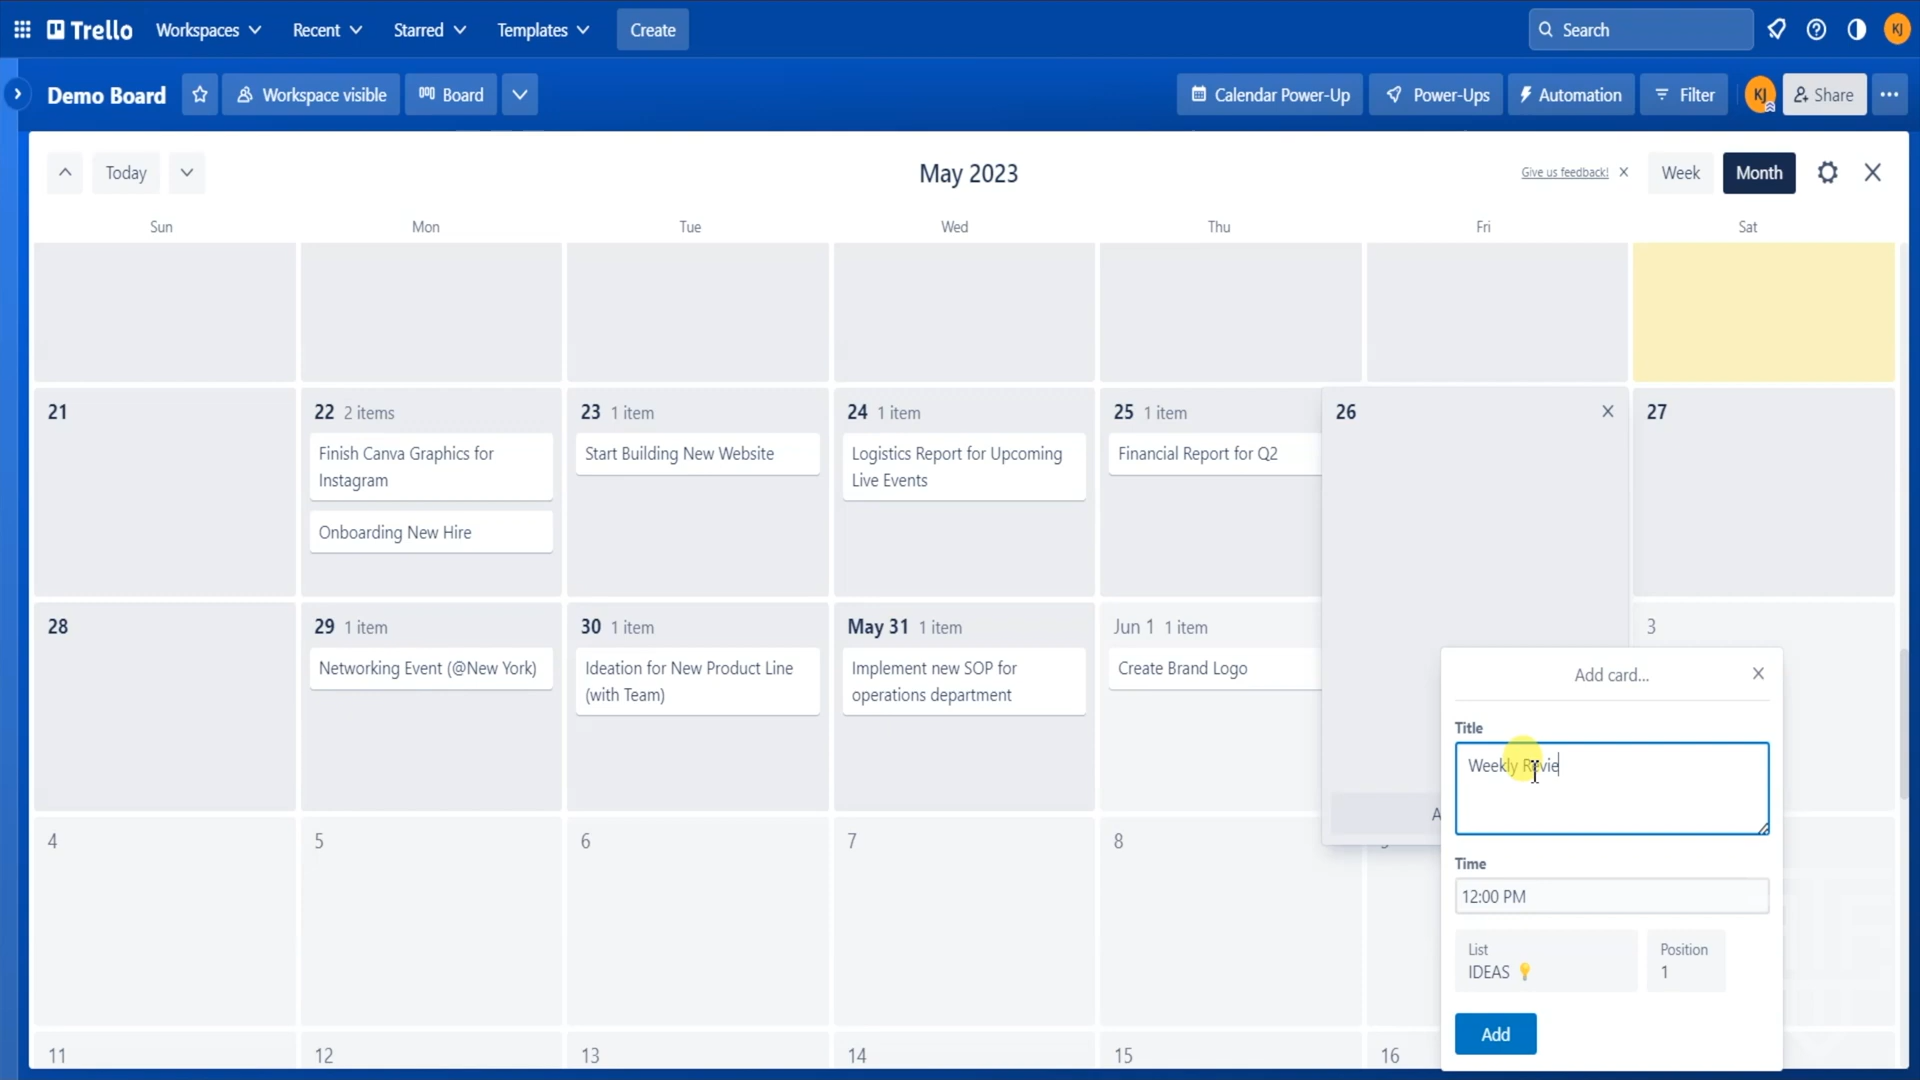 Trello Workspaces Recent Starred Templates Create Search KJ
Demo Board Workspace visible Board Calendar Power-Up Power-Ups Automation Filter KJ Share
Today May 2023 Give us feedback! Week Month
Sun Mon Tue Wed Thu Fri Sat
21 22 2 items 23 1 item 24 1 item 25 1 item 26 27
Finish Canva Graphics for
Instagram
Onboarding New Hire
Start Building New Website
Logistics Report for Upcoming
Live Events
Financial Report for Q2
28 29 1 item 30 1 item May 31 1 item Jun 1 1 item 3
Networking Event (@New York)
Ideation for New Product Line
(with Team)
Implement new SOP for
operations department
Create Brand Logo
4 5 6 7 8
11 12 13 14 15 16
Add card...
Title
Weekly Revie
Time
12:00 PM
List
IDEAS 💡
Position
1
Add